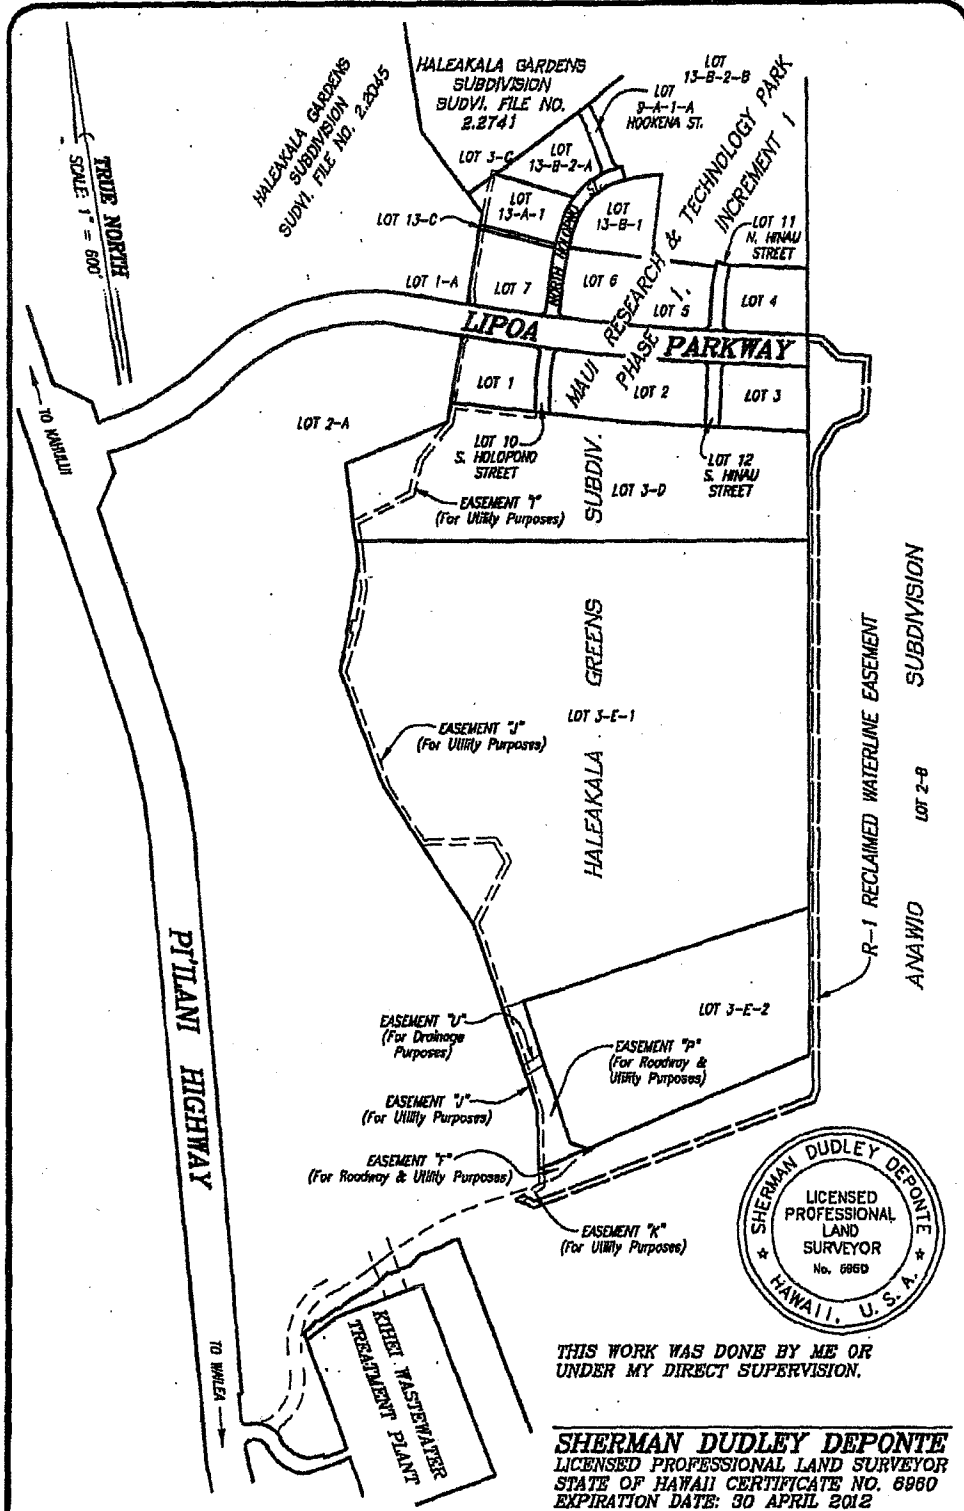 HALEAKALA GARDENS
SUBDIVISION
SUDVI. FILE NO. 2.2045
HALEAKALA GARDENS
SUBDIVISION
SUDVI. FILE NO.
2.2741
LOT
13-B-2-B
LOT
9-A-1-A
HOOKENA ST.
TRUE NORTH
SCALE: 1" = 600'
LOT 3-C
LOT
13-B-2-A
LOT
13-A-1
LOT
13-B-1
LOT 13-C
NORTH HOLOPONO ST.
MAUI RESEARCH & TECHNOLOGY PARK
PHASE 1, INCREMENT 1
LOT 11
N. HINAU
STREET
LOT 1-A
LOT 7
LOT 6
LOT 5
LOT 4
LIPOA PARKWAY
LOT 1
LOT 2
LOT 3
LOT 2-A
TO KAHULUI
LOT 10
S. HOLOPONO
STREET
LOT 12
S. HINAU
STREET
LOT 3-D
EASEMENT "I"
(For Utility Purposes)
HALEAKALA GREENS SUBDIV.
LOT 3-E-1
R-1 RECLAIMED WATERLINE EASEMENT
ANAWIO SUBDIVISION
LOT 2-B
EASEMENT "J"
(For Utility Purposes)
PI'ILANI HIGHWAY
LOT 3-E-2
EASEMENT "U"
(For Drainage
Purposes)
EASEMENT "P"
(For Roadway &
Utility Purposes)
EASEMENT "J"
(For Utility Purposes)
EASEMENT "F"
(For Roadway & Utility Purposes)
EASEMENT "K"
(For Utility Purposes)
KIHEI WASTEWATER
TREATMENT PLANT
TO WAILEA
SHERMAN DUDLEY DEPONTE
LICENSED
PROFESSIONAL
LAND
SURVEYOR
No. 6960
HAWAII, U. S. A.
THIS WORK WAS DONE BY ME OR
UNDER MY DIRECT SUPERVISION.
SHERMAN DUDLEY DEPONTE
LICENSED PROFESSIONAL LAND SURVEYOR
STATE OF HAWAII CERTIFICATE NO. 6960
EXPIRATION DATE: 30 APRIL 2012